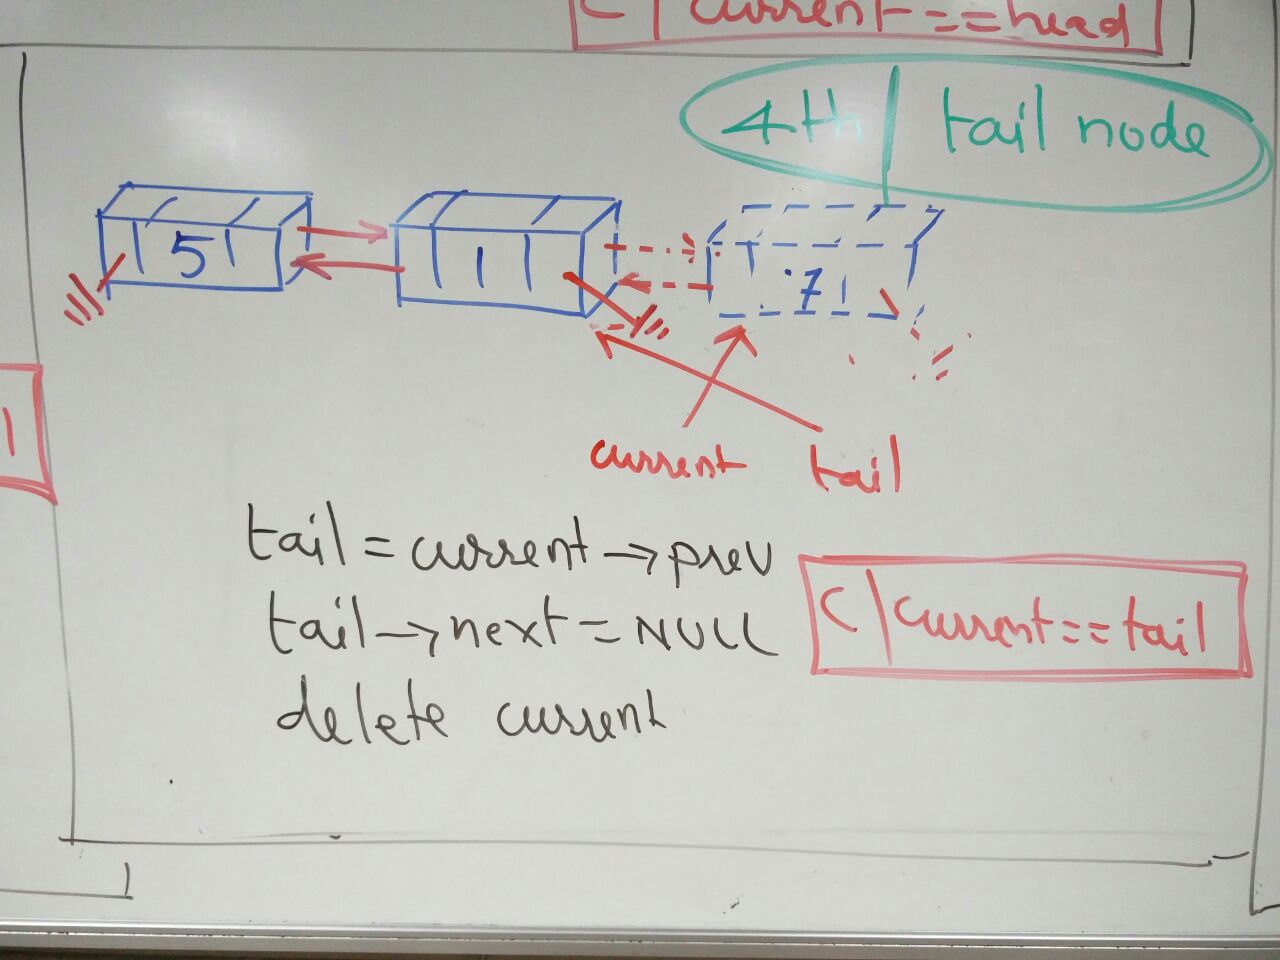 C | current==head
4th | tail node
5 1 7
current tail
1
tail = current → prev
tail → next = NULL
C | current==tail
delete current